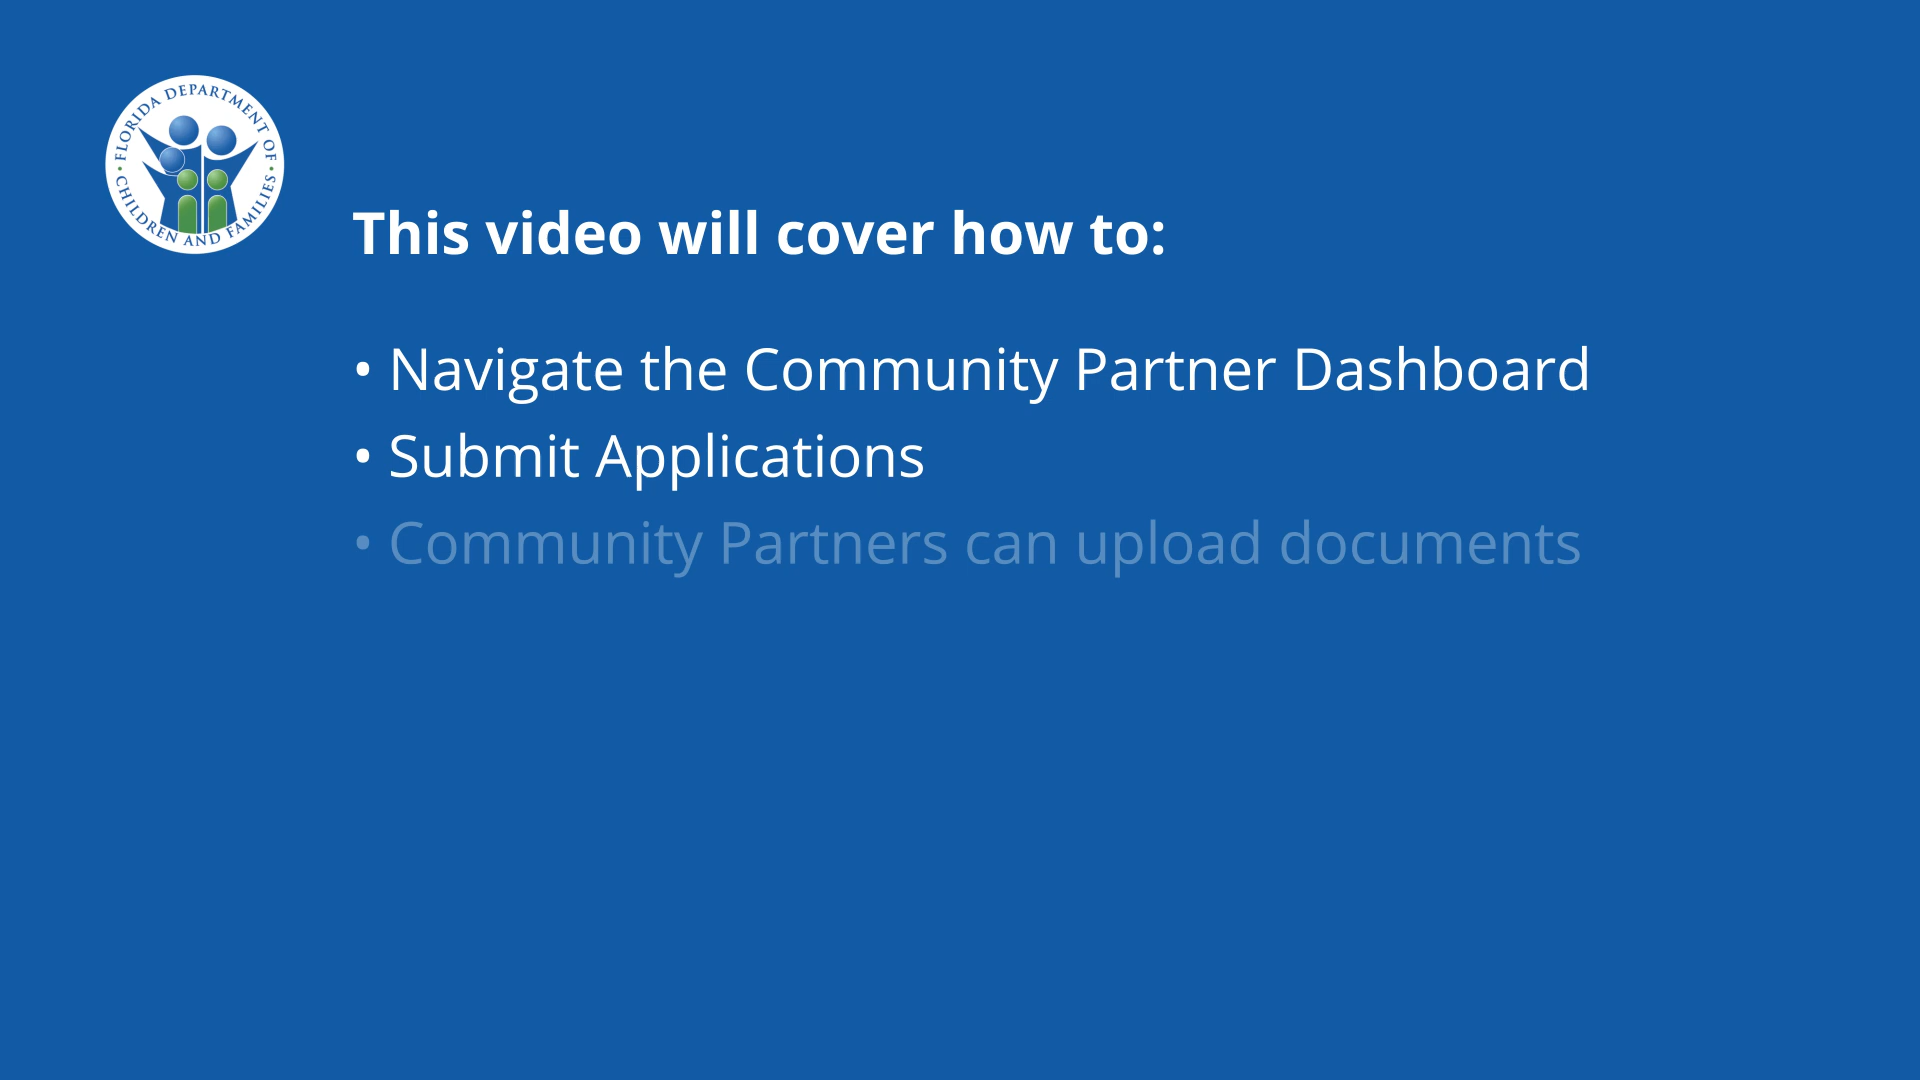 FLORIDA DEPARTMENT OF
• CHILDREN AND FAMILIES •
This video will cover how to:
• Navigate the Community Partner Dashboard
• Submit Applications
• Community Partners can upload documents